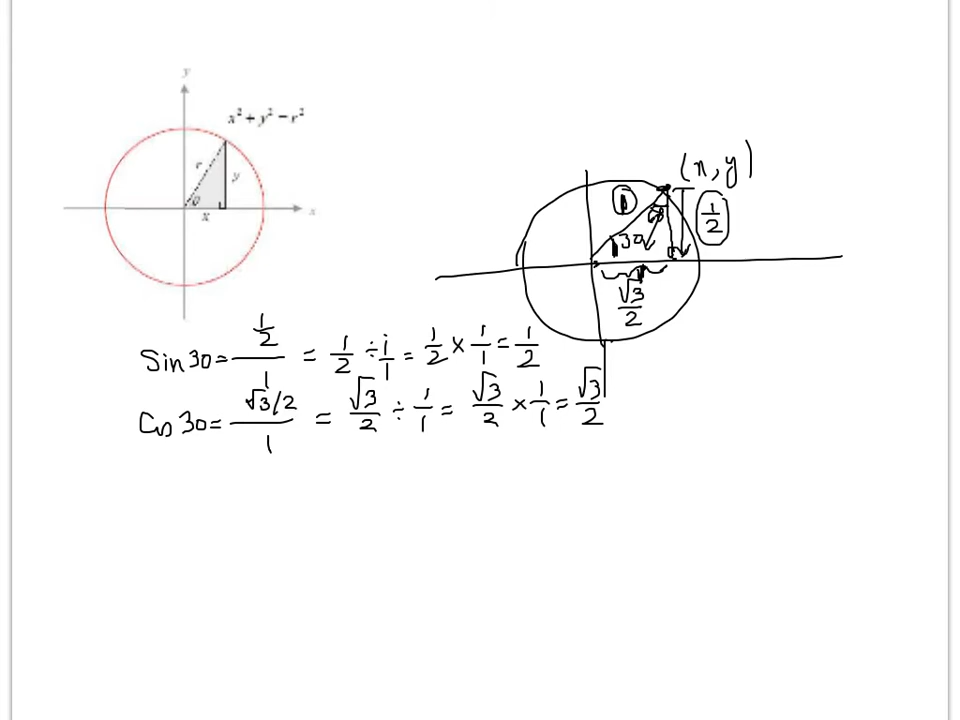 y
x² + y² = r²
r
y
θ
x
x
(x, y)
1
1/2
30
√3/2
Sin 30 = (1/2)/1 = 1/2 ÷ 1/1 = 1/2 × 1/1 = 1/2
Cos 30 = (√3/2)/1 = √3/2 ÷ 1/1 = √3/2 × 1/1 = √3/2